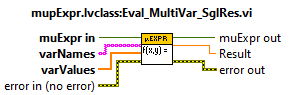 mupExpr.lvclass:Eval_MultiVar_SglRes.vi
muExpr in
varNames
varValues
error in (no error)
µEXPR
f(x,y) =
muExpr out
Result
error out